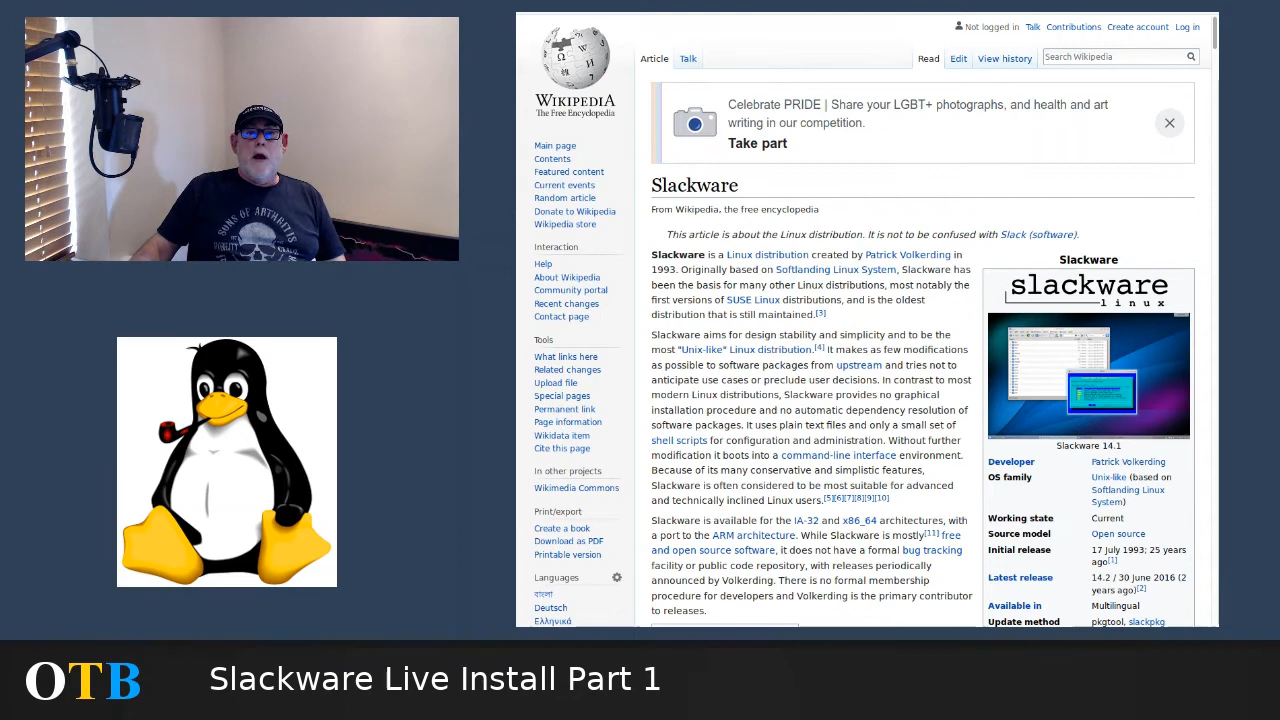 SONS OF ARTHRITIS
WIKIPEDIA
The Free Encyclopedia
Main page
Contents
Featured content
Current events
Random article
Donate to Wikipedia
Wikipedia store
Interaction
Help
About Wikipedia
Community portal
Recent changes
Contact page
Tools
What links here
Related changes
Upload file
Special pages
Permanent link
Page information
Wikidata item
Cite this page
In other projects
Wikimedia Commons
Print/export
Create a book
Download as PDF
Printable version
Languages
বাংলা
Deutsch
Ελληνικά
Not logged in Talk Contributions Create account Log in
Article Talk Read Edit View history Search Wikipedia
Celebrate PRIDE | Share your LGBT+ photographs, and health and art
writing in our competition.
Take part
Slackware
From Wikipedia, the free encyclopedia
This article is about the Linux distribution. It is not to be confused with Slack (software).
Slackware is a Linux distribution created by Patrick Volkerding in
1993. Originally based on Softlanding Linux System, Slackware has
been the basis for many other Linux distributions, most notably the
first versions of SUSE Linux distributions, and is the oldest
distribution that is still maintained.[3]
Slackware aims for design stability and simplicity and to be the
most "Unix-like" Linux distribution.[4] It makes as few modifications
as possible to software packages from upstream and tries not to
anticipate use cases or preclude user decisions. In contrast to most
modern Linux distributions, Slackware provides no graphical
installation procedure and no automatic dependency resolution of
software packages. It uses plain text files and only a small set of
shell scripts for configuration and administration. Without further
modification it boots into a command-line interface environment.
Because of its many conservative and simplistic features,
Slackware is often considered to be most suitable for advanced
and technically inclined Linux users.[5][6][7][8][9][10]
Slackware is available for the IA-32 and x86_64 architectures, with
a port to the ARM architecture. While Slackware is mostly[11] free
and open source software, it does not have a formal bug tracking
facility or public code repository, with releases periodically
announced by Volkerding. There is no formal membership
procedure for developers and Volkerding is the primary contributor
to releases.
Slackware
slackware
linux
Slackware 14.1
Developer Patrick Volkerding
OS family Unix-like (based on
Softlanding Linux
System)
Working state Current
Source model Open source
Initial release 17 July 1993; 25 years
ago[1]
Latest release 14.2 / 30 June 2016 (2
years ago)[2]
Available in Multilingual
Update method pkgtool, slackpkg
OTB
Slackware Live Install Part 1